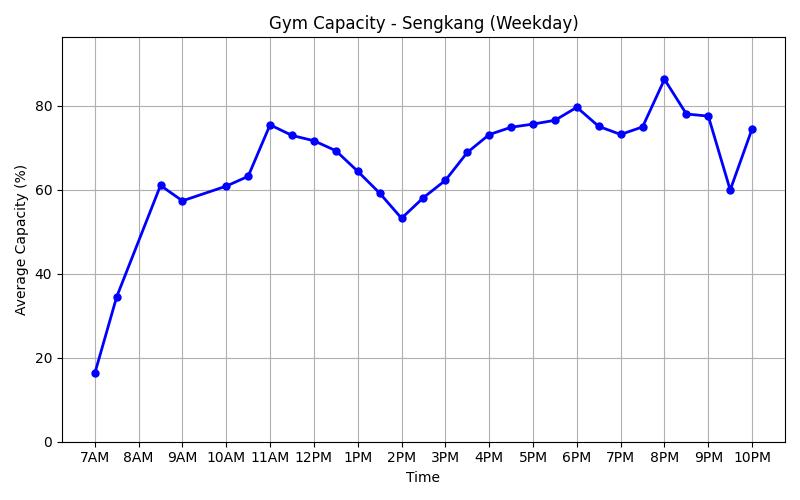 Gym Capacity - Sengkang (Weekday)
Average Capacity (%)
80
60
40
20
0
7AM 8AM 9AM 10AM 11AM 12PM 1PM 2PM 3PM 4PM 5PM 6PM 7PM 8PM 9PM 10PM
Time